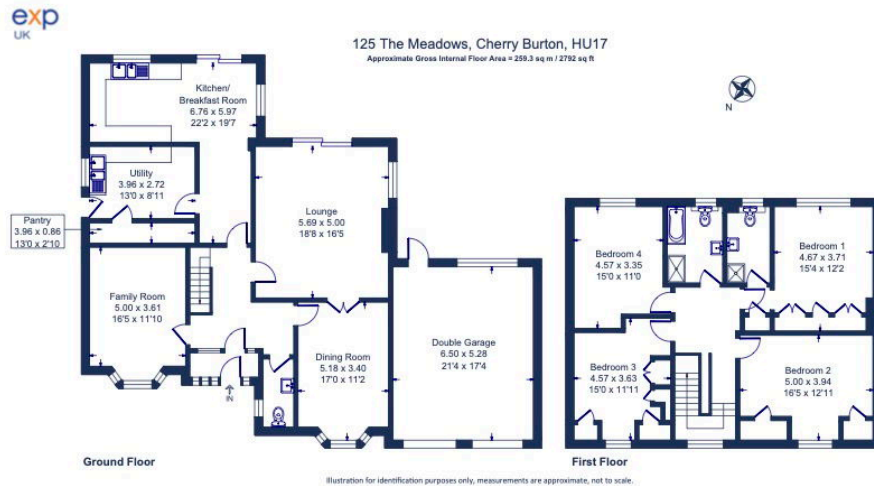 exp
UK
125 The Meadows, Cherry Burton, HU17
Approximate Gross Internal Floor Area = 259.3 sq m / 2792 sq ft
N
Kitchen/
Breakfast Room
6.76 x 5.97
22'2 x 19'7
Utility
3.96 x 2.72
13'0 x 8'11
Pantry
3.96 x 0.86
13'0 x 2'10
Lounge
5.69 x 5.00
18'8 x 16'5
Family Room
5.00 x 3.61
16'5 x 11'10
Dining Room
5.18 x 3.40
17'0 x 11'2
Double Garage
6.50 x 5.28
21'4 x 17'4
IN
Ground Floor
Bedroom 4
4.57 x 3.35
15'0 x 11'0
Bedroom 1
4.67 x 3.71
15'4 x 12'2
Bedroom 3
4.57 x 3.63
15'0 x 11'11
Bedroom 2
5.00 x 3.94
16'5 x 12'11
First Floor
Illustration for identification purposes only, measurements are approximate, not to scale.